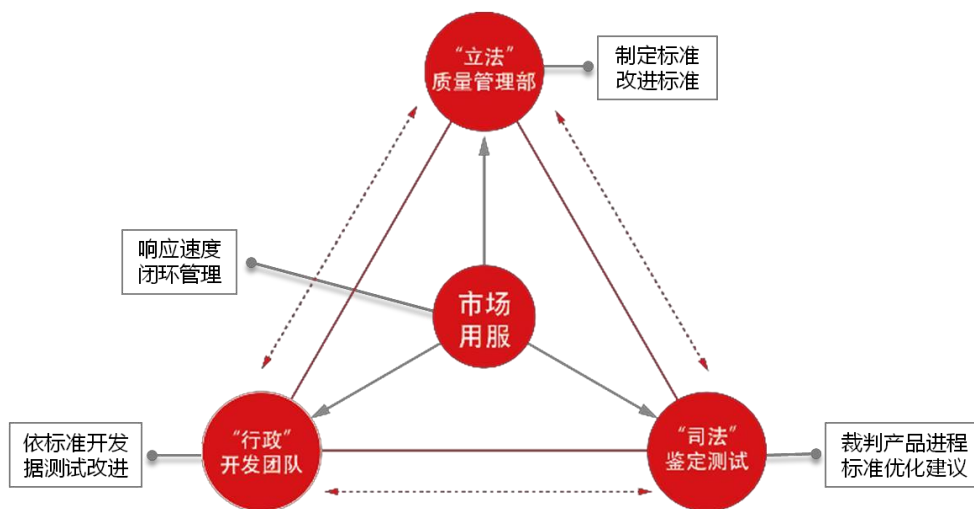 “立法”
质量管理部
制定标准
改进标准
响应速度
闭环管理
市场
用服
依标准开发
据测试改进
“行政”
开发团队
“司法”
鉴定测试
裁判产品进程
标准优化建议